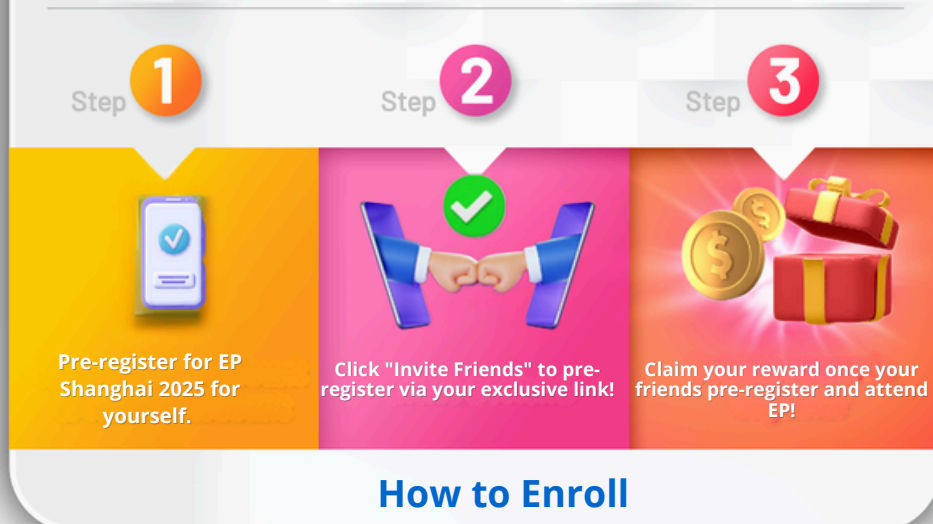 Step 1
Step 2
Step 3
Pre-register for EP
Shanghai 2025 for
yourself.
Click "Invite Friends" to pre-
register via your exclusive link!
Claim your reward once your
friends pre-register and attend
EP!
How to Enroll